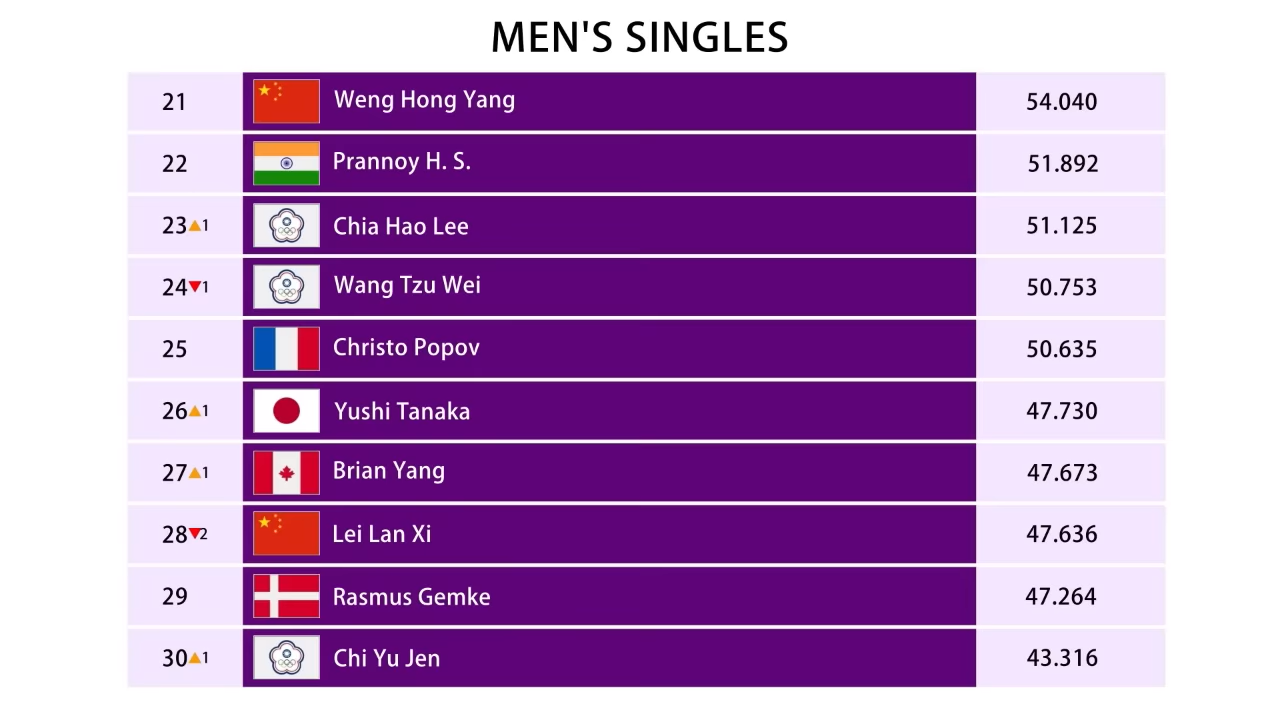 MEN'S SINGLES
21 Weng Hong Yang 54.040
22 Prannoy H. S. 51.892
23▲1 Chia Hao Lee 51.125
24▼1 Wang Tzu Wei 50.753
25 Christo Popov 50.635
26▲1 Yushi Tanaka 47.730
27▲1 Brian Yang 47.673
28▼2 Lei Lan Xi 47.636
29 Rasmus Gemke 47.264
30▲1 Chi Yu Jen 43.316